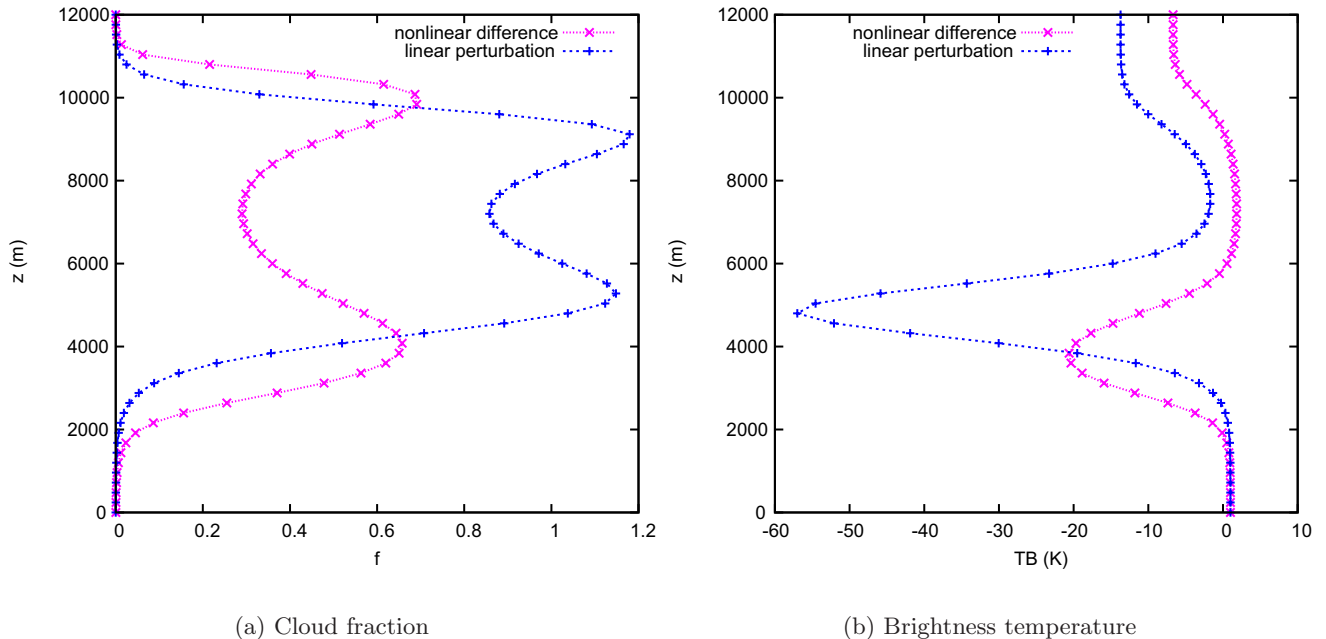 12000
10000
8000
6000
4000
2000
0
z (m)
0 0.2 0.4 0.6 0.8 1 1.2
f
nonlinear difference
linear perturbation
(a) Cloud fraction
12000
10000
8000
6000
4000
2000
0
z (m)
-60 -50 -40 -30 -20 -10 0 10
TB (K)
nonlinear difference
linear perturbation
(b) Brightness temperature